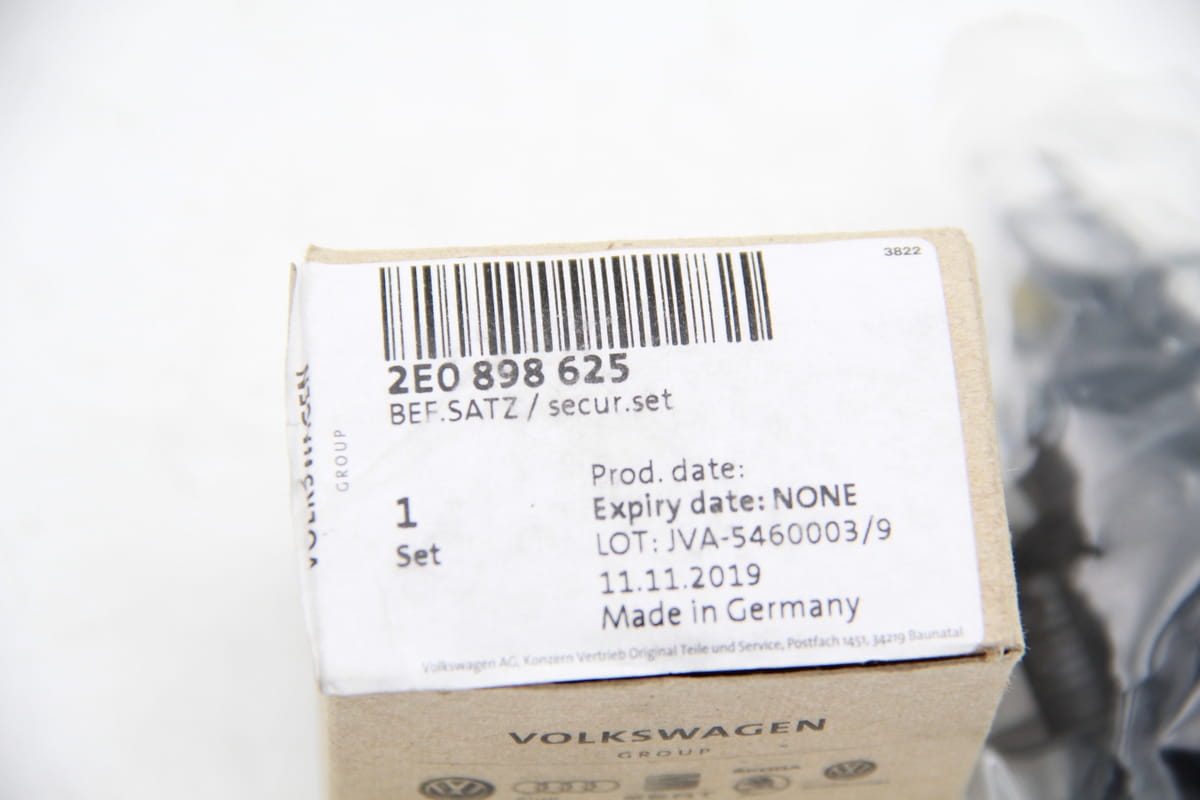 3822
2E0 898 625
BEF.SATZ / secur.set
VOLKSWAGEN
GROUP
1
Set
Prod. date:
Expiry date: NONE
LOT: JVA-5460003/9
11.11.2019
Made in Germany
Volkswagen AG, Konzern Vertrieb Original Teile und Service, Postfach 1451, 34219 Baunatal
VOLKSWAGEN
GROUP